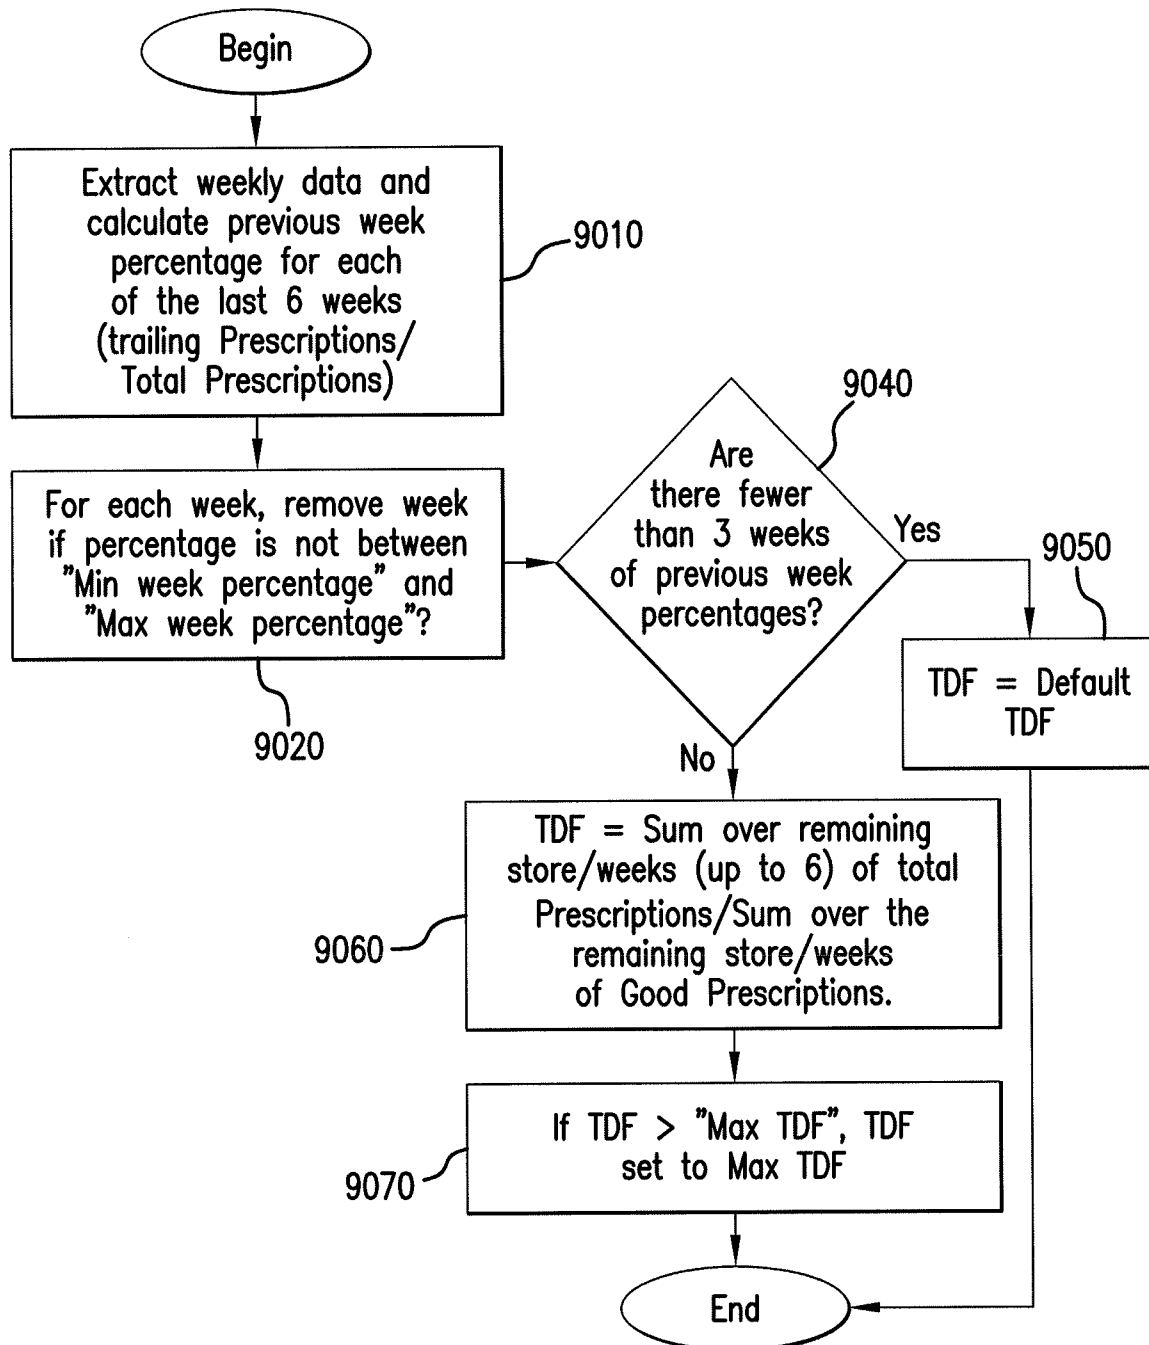 Begin
Extract weekly data and
calculate previous week
percentage for each
of the last 6 weeks
(trailing Prescriptions/
Total Prescriptions)
9010
For each week, remove week
if percentage is not between
"Min week percentage" and
"Max week percentage"?
9020
Are
there fewer
than 3 weeks
of previous week
percentages?
9040
Yes
9050
TDF = Default
TDF
No
TDF = Sum over remaining
store/weeks (up to 6) of total
Prescriptions/Sum over the
remaining store/weeks
of Good Prescriptions.
9060
If TDF > "Max TDF", TDF
set to Max TDF
9070
End